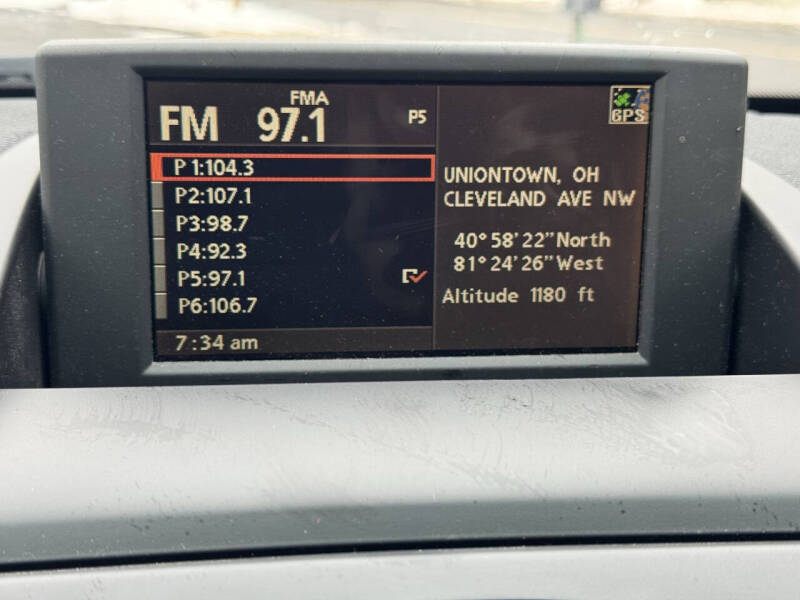 FMA
FM 97.1 P5
P1:104.3
P2:107.1
P3:98.7
P4:92.3
P5:97.1
P6:106.7
7:34 am
GPS
UNIONTOWN, OH
CLEVELAND AVE NW
40°58'22"North
81°24'26"West
Altitude 1180 ft